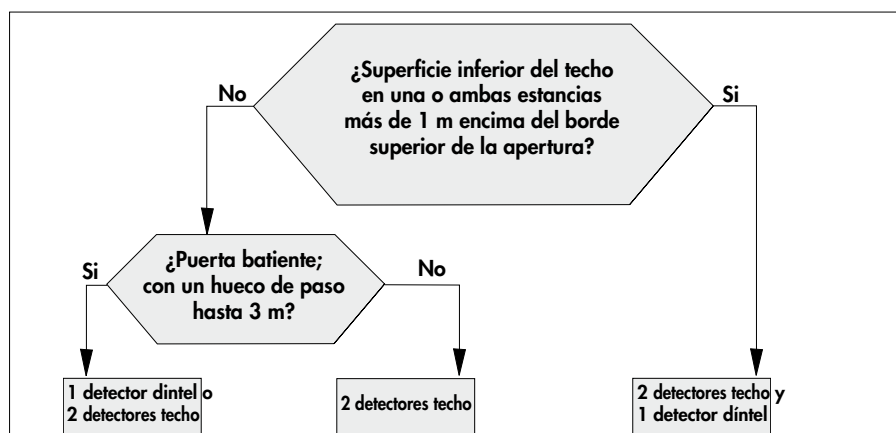 ¿Superficie inferior del techo
en una o ambas estancias
más de 1 m encima del borde
superior de la apertura?
No
Si
¿Puerta batiente;
con un hueco de paso
hasta 3 m?
Si
No
1 detector dintel o
2 detectores techo
2 detectores techo
2 detectores techo y
1 detector díntel